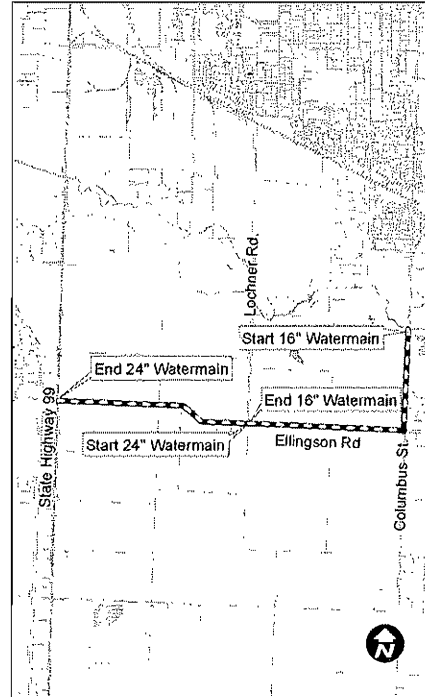 Lochner Rd.
Start 16" Watermain
End 24" Watermain
State Highway 99
End 16" Watermain
Start 24" Watermain
Ellingson Rd
Columbus St.
N